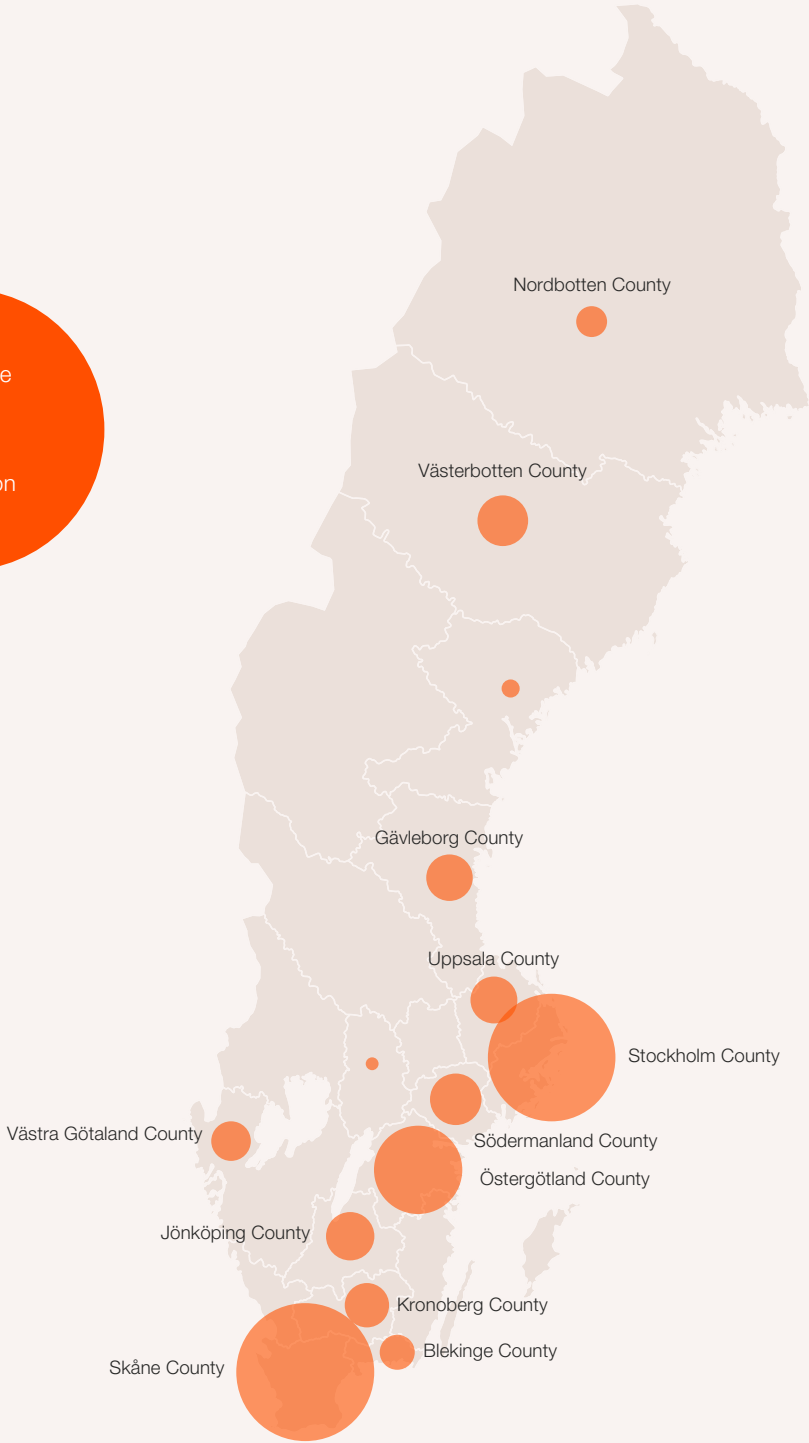 Nordbotten County
e
on
Västerbotten County
Gävleborg County
Uppsala County
Stockholm County
Västra Götaland County
Södermanland County
Östergötland County
Jönköping County
Kronoberg County
Blekinge County
Skåne County